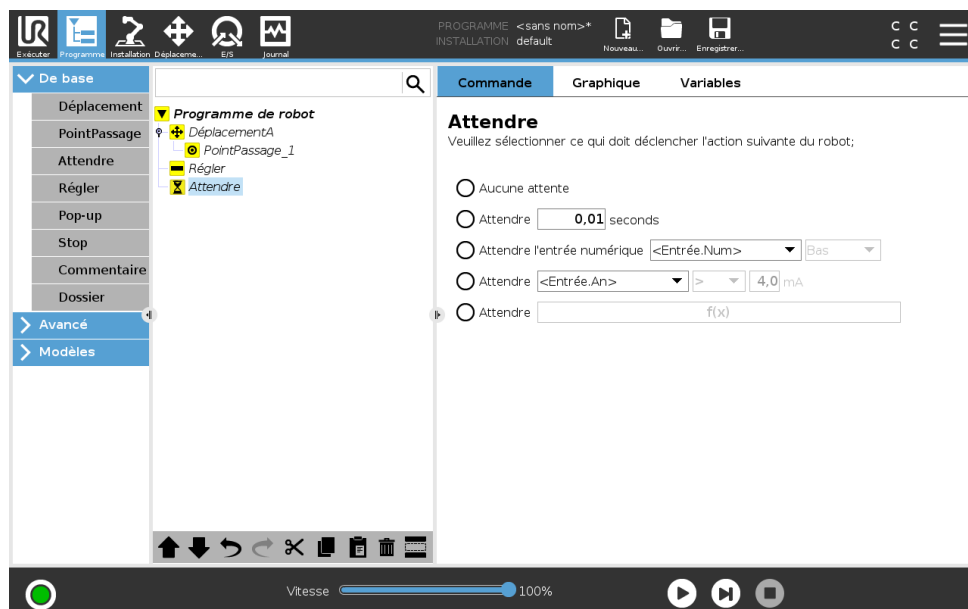 UR
Exécuter
Programme
Installation
Déplaceme...
E/S
Journal
PROGRAMME <sans nom>*
INSTALLATION default
Nouveau...
Ouvrir...
Enregistrer...
C C
C C
De base
Déplacement
PointPassage
Attendre
Régler
Pop-up
Stop
Commentaire
Dossier
Avancé
Modèles
Programme de robot
DéplacementA
PointPassage_1
Régler
Attendre
Commande Graphique Variables
Attendre
Veuillez sélectionner ce qui doit déclencher l'action suivante du robot;
Aucune attente
Attendre 0,01 seconds
Attendre l'entrée numérique <Entrée.Num> Bas
Attendre <Entrée.An> > 4,0 mA
Attendre f(x)
Vitesse 100%